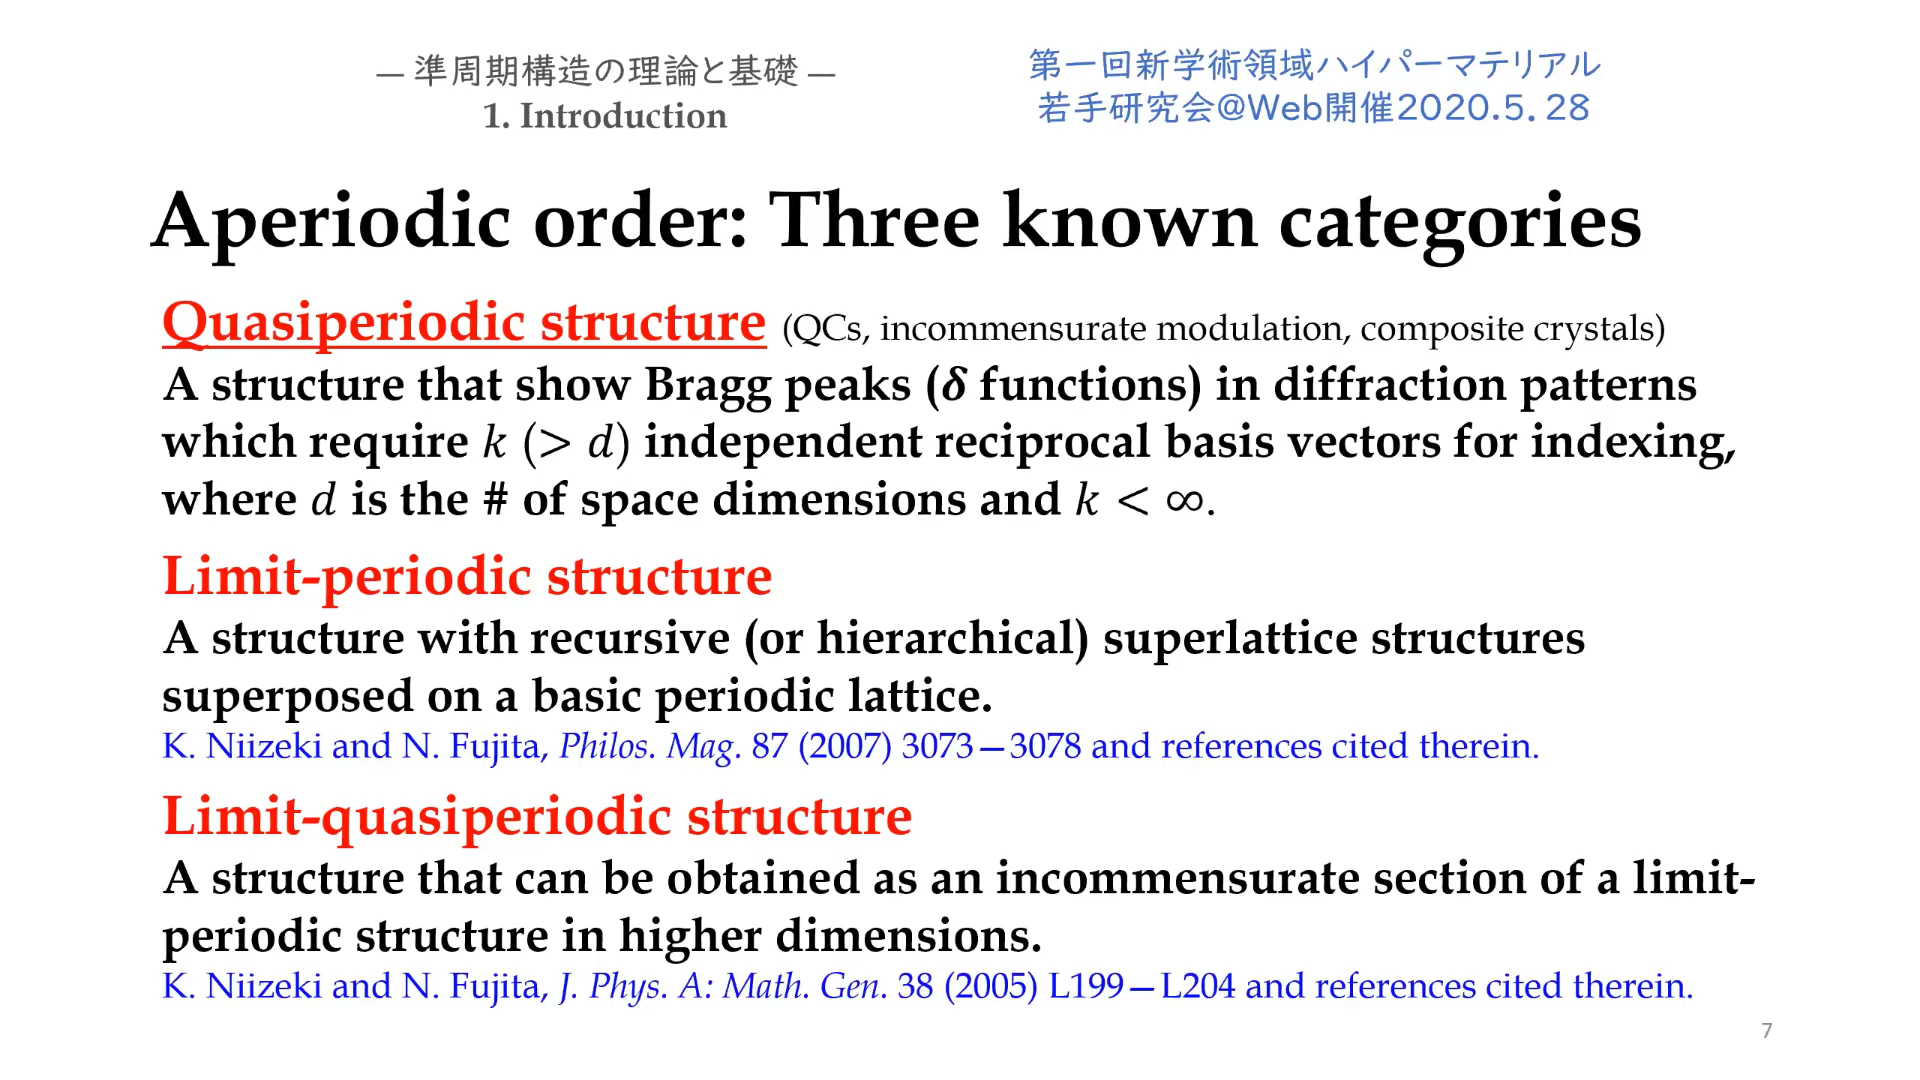 — 準周期構造の理論と基礎 —
1. Introduction
第一回新学術領域ハイパーマテリアル
若手研究会@Web開催2020.5.28
Aperiodic order: Three known categories
Quasiperiodic structure (QCs, incommensurate modulation, composite crystals)
A structure that show Bragg peaks (δ functions) in diffraction patterns
which require k (> d) independent reciprocal basis vectors for indexing,
where d is the # of space dimensions and k < ∞.
Limit-periodic structure
A structure with recursive (or hierarchical) superlattice structures
superposed on a basic periodic lattice.
K. Niizeki and N. Fujita, Philos. Mag. 87 (2007) 3073—3078 and references cited therein.
Limit-quasiperiodic structure
A structure that can be obtained as an incommensurate section of a limit-
periodic structure in higher dimensions.
K. Niizeki and N. Fujita, J. Phys. A: Math. Gen. 38 (2005) L199—L204 and references cited therein.
7